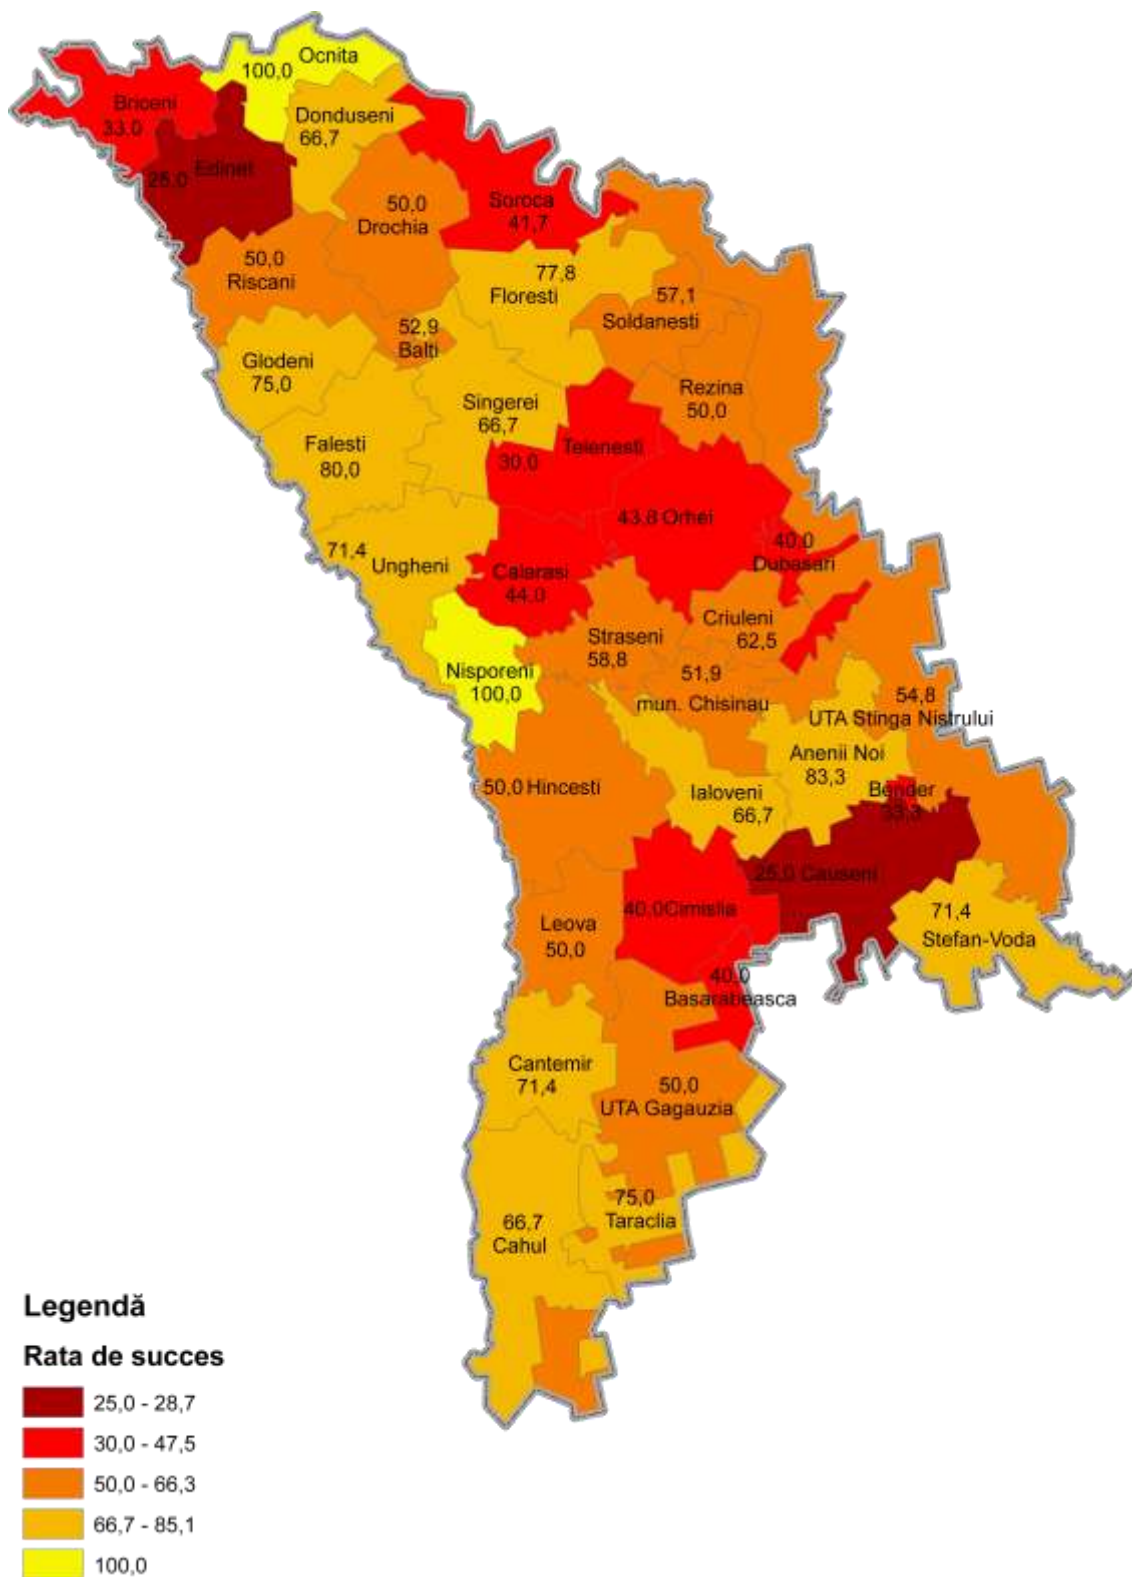 Ocnita
100,0
Briceni
33,0
Donduseni
66,7
Edinet
25,0
Soroca
41,7
50,0
Drochia
50,0
Riscani
77,8
Floresti
57,1
Soldanesti
52,9
Balti
Glodeni
75,0
Rezina
50,0
Singerei
66,7
Falesti
80,0
Telenesti
30,0
43,8 Orhei
71,4
Ungheni
40,0
Dubasari
Calarasi
44,0
Criuleni
62,5
Straseni
58,8
Nisporeni
100,0
51,9
mun. Chisinau
54,8
UTA Stinga Nistrului
Anenii Noi
83,3
50,0 Hincesti
Ialoveni
66,7
Bender
33,3
25,0 Causeni
40,0Cimislia
Leova
50,0
71,4
Stefan-Voda
40,0
Basarabeasca
Cantemir
71,4
50,0
UTA Gagauzia
75,0
Taraclia
66,7
Cahul
Legendă
Rata de succes
25,0 - 28,7
30,0 - 47,5
50,0 - 66,3
66,7 - 85,1
100,0